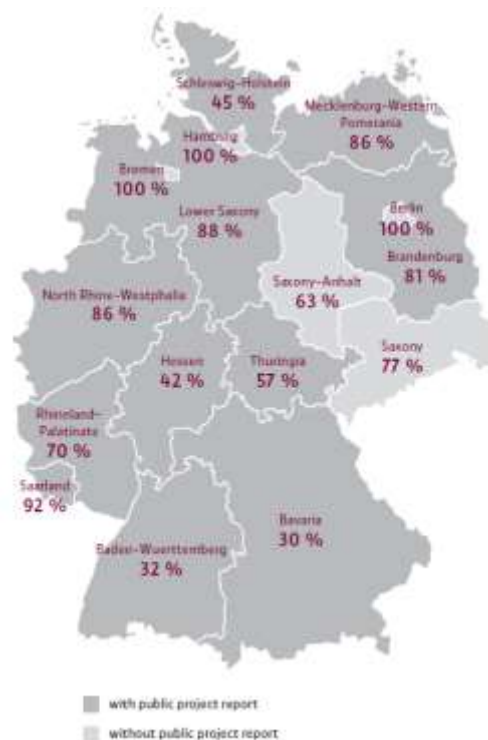 Schleswig-Holstein
45 %
Mecklenburg-Western
Pomerania
86 %
Hamburg
100 %
Bremen
100 %
Lower Saxony
88 %
Berlin
100 %
Brandenburg
81 %
Saxony-Anhalt
63 %
North Rhine-Westphalia
86 %
Hessen
42 %
Thuringia
57 %
Saxony
77 %
Rhineland-
Palatinate
70 %
Saarland
92 %
Bavaria
30 %
Baden-Wuerttemberg
32 %
with public project report
without public project report